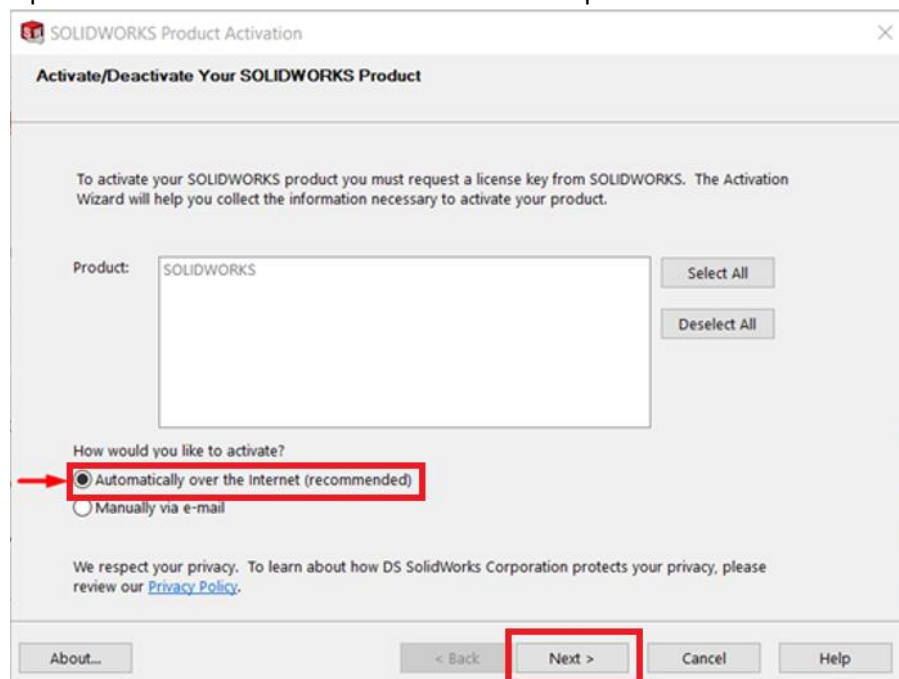 SOLIDWORKS Product Activation
Activate/Deactivate Your SOLIDWORKS Product
To activate your SOLIDWORKS product you must request a license key from SOLIDWORKS. The Activation
Wizard will help you collect the information necessary to activate your product.
Product:
SOLIDWORKS
Select All
Deselect All
How would you like to activate?
Automatically over the Internet (recommended)
Manually via e-mail
We respect your privacy. To learn about how DS SolidWorks Corporation protects your privacy, please
review our Privacy Policy.
About...
< Back
Next >
Cancel
Help